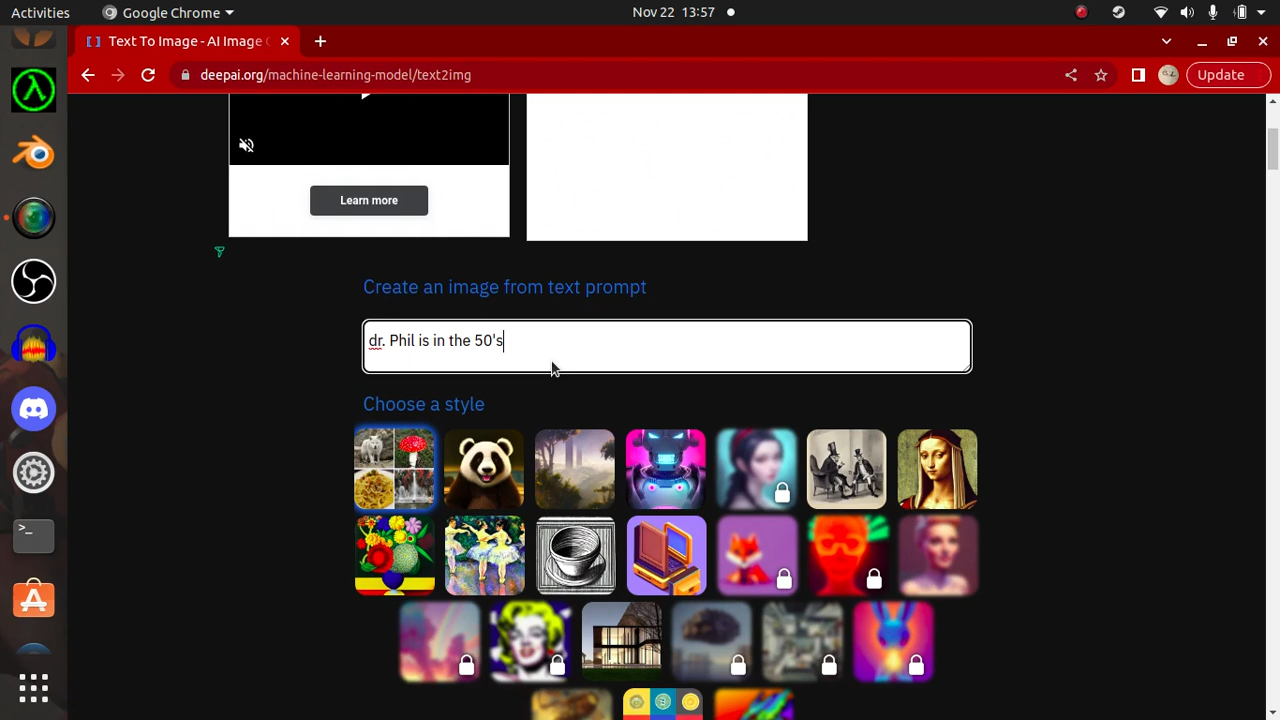 Activities
Google Chrome
Nov 22 13:57
Text To Image - AI Image
deepai.org/machine-learning-model/text2img
Update
Learn more
Create an image from text prompt
dr. Phil is in the 50's
Choose a style
>_